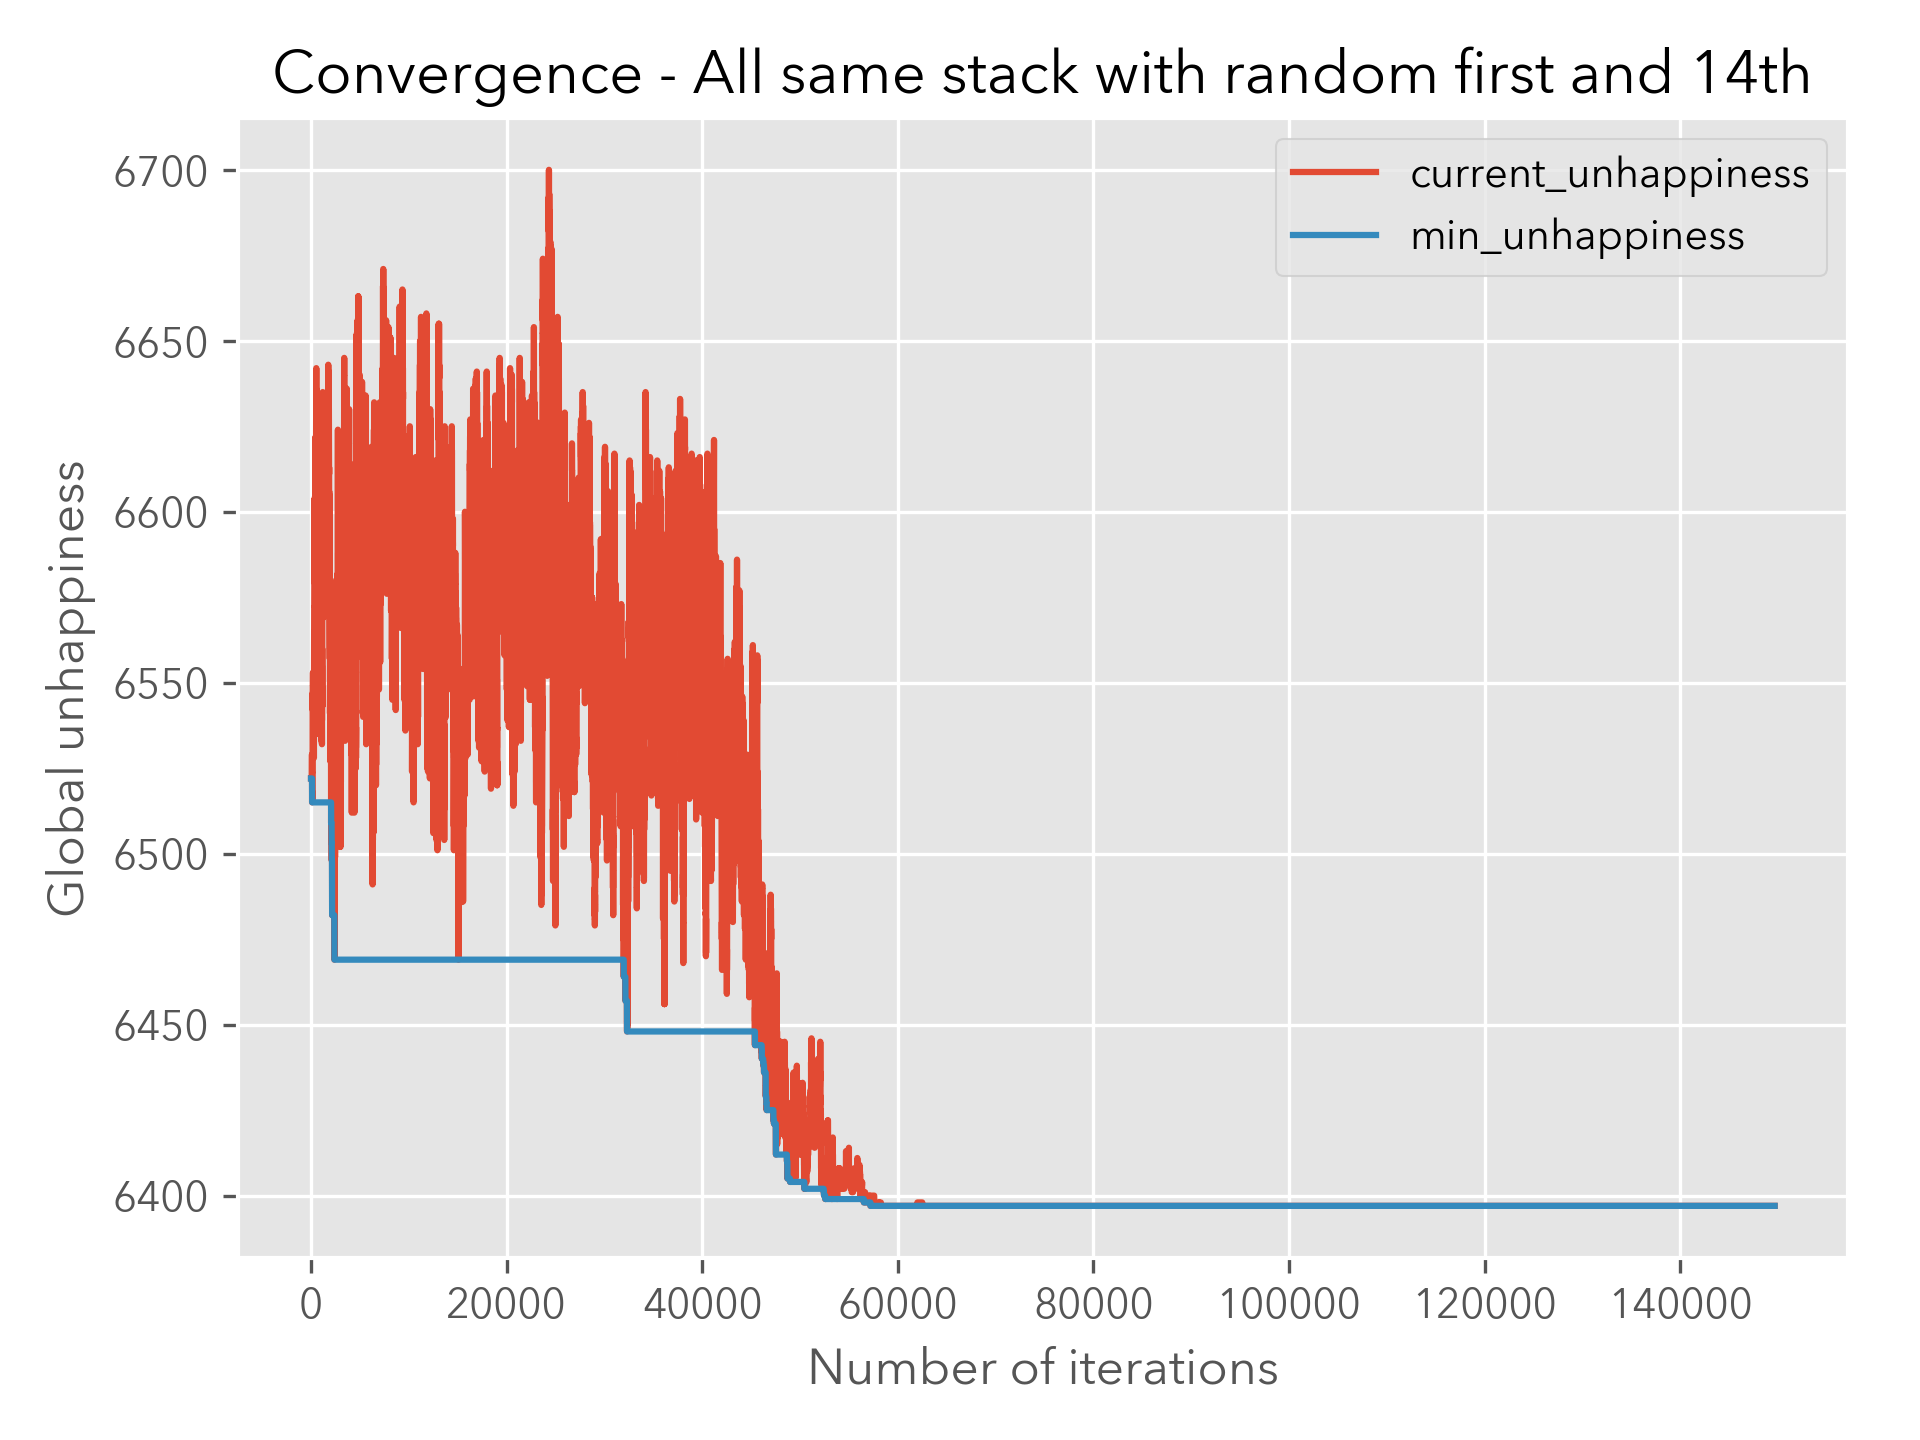 Convergence - All same stack with random first and 14th
current_unhappiness
min_unhappiness
6700
6650
6600
6550
6500
6450
6400
Global unhappiness
0 20000 40000 60000 80000 100000 120000 140000
Number of iterations